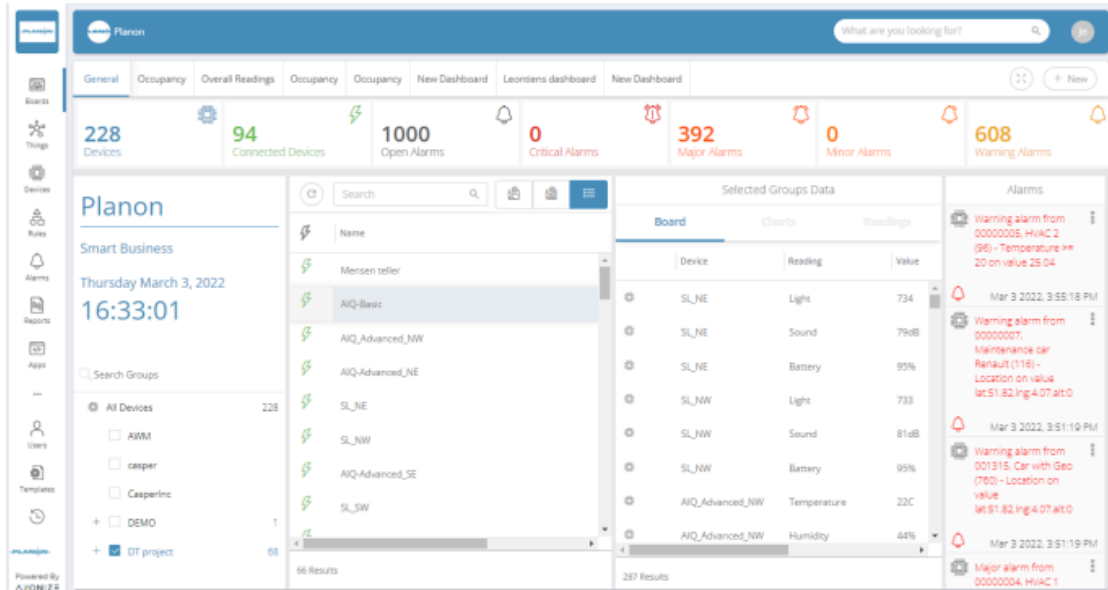 PLANON
Planon
What are you looking for?
je
General
Occupancy
Overall Readings
Occupancy
Occupancy
New Dashboard
Leontiens dashboard
New Dashboard
+ New
228
Devices
94
Connected Devices
1000
Open Alarms
0
Critical Alarms
392
Major Alarms
0
Minor Alarms
608
Warning Alarms
Boards
Things
Devices
Rules
Alarms
Reports
Apps
Users
Templates
PLANON
Powered By
AXONIZE
Planon
Smart Business
Thursday March 3, 2022
16:33:01
Search Groups
All Devices 228
AWM
casper
CasperInc
+ DEMO 1
+ DT project 68
Search
Name
Mensen teller
AIQ-Basic
AIQ_Advanced_NW
AIQ-Advanced_NE
SL_NE
SL_NW
AIQ-Advanced_SE
SL_SW
66 Results
Selected Groups Data
Board Charts Readings
Device Reading Value
SL_NE Light 734
SL_NE Sound 79dB
SL_NE Battery 95%
SL_NW Light 733
SL_NW Sound 81dB
SL_NW Battery 95%
AIQ_Advanced_NW Temperature 22C
AIQ_Advanced_NW Humidity 44%
287 Results
Alarms
Warning alarm from
00000005, HVAC 2
(96) - Temperature >=
20 on value 25.04
Mar 3 2022, 3:55:18 PM
Warning alarm from
00000007,
Maintenance car
Renault (116) -
Location on value
lat:51.82,lng:4.07,alt:0
Mar 3 2022, 3:51:19 PM
Warning alarm from
001315, Car with Geo
(760) - Location on
value
lat:51.82,lng:4.07,alt:0
Mar 3 2022, 3:51:19 PM
Major alarm from
00000004, HVAC 1